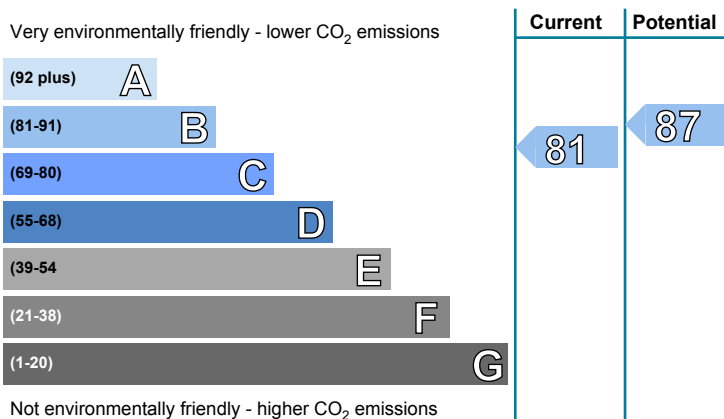 Current Potential
Very environmentally friendly - lower CO₂ emissions
(92 plus) A
(81-91) B
87
81
(69-80) C
(55-68) D
(39-54 E
(21-38) F
(1-20) G
Not environmentally friendly - higher CO₂ emissions